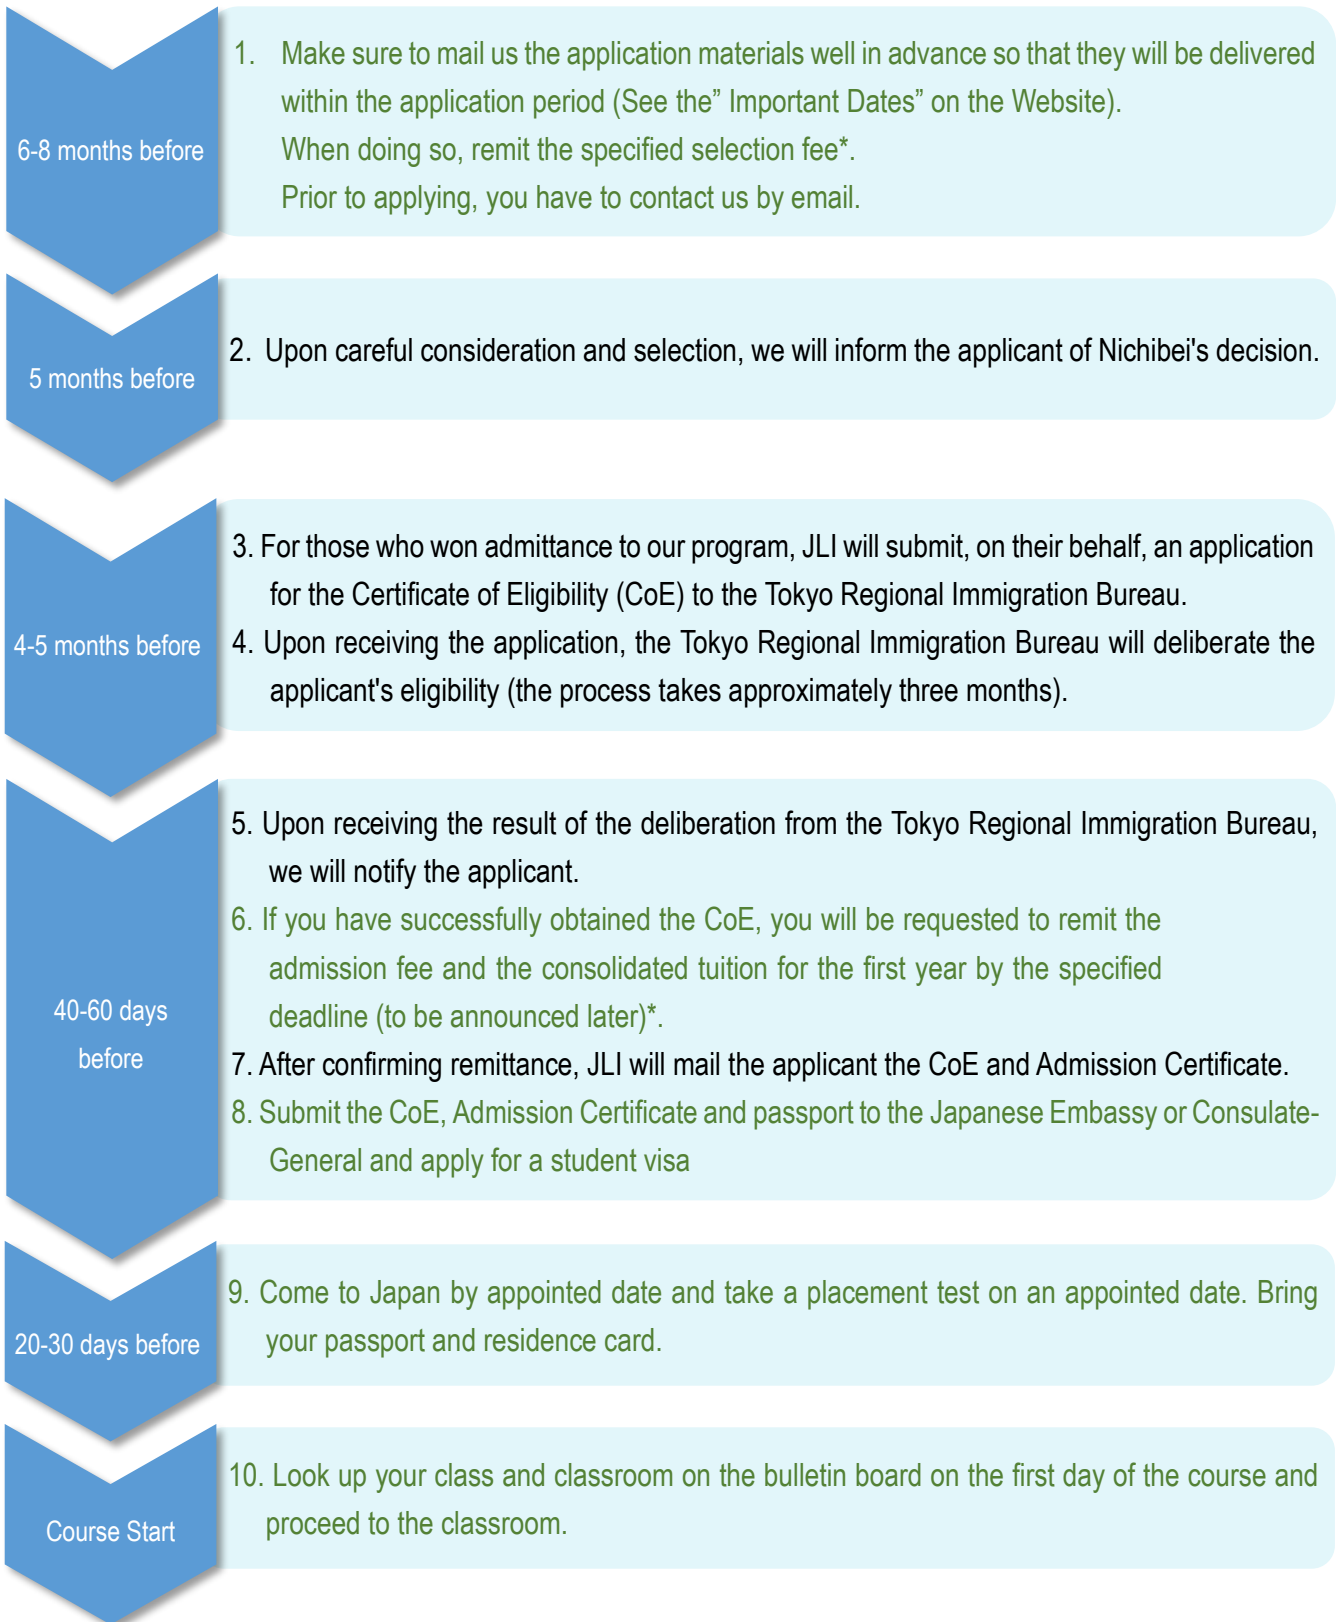 6-8 months before
1. Make sure to mail us the application materials well in advance so that they will be delivered
within the application period (See the” Important Dates” on the Website).
When doing so, remit the specified selection fee*.
Prior to applying, you have to contact us by email.
5 months before
2. Upon careful consideration and selection, we will inform the applicant of Nichibei's decision.
4-5 months before
3. For those who won admittance to our program, JLI will submit, on their behalf, an application
for the Certificate of Eligibility (CoE) to the Tokyo Regional Immigration Bureau.
4. Upon receiving the application, the Tokyo Regional Immigration Bureau will deliberate the
applicant's eligibility (the process takes approximately three months).
40-60 days
before
5. Upon receiving the result of the deliberation from the Tokyo Regional Immigration Bureau,
we will notify the applicant.
6. If you have successfully obtained the CoE, you will be requested to remit the
admission fee and the consolidated tuition for the first year by the specified
deadline (to be announced later)*.
7. After confirming remittance, JLI will mail the applicant the CoE and Admission Certificate.
8. Submit the CoE, Admission Certificate and passport to the Japanese Embassy or Consulate-
General and apply for a student visa
20-30 days before
9. Come to Japan by appointed date and take a placement test on an appointed date. Bring
your passport and residence card.
Course Start
10. Look up your class and classroom on the bulletin board on the first day of the course and
proceed to the classroom.